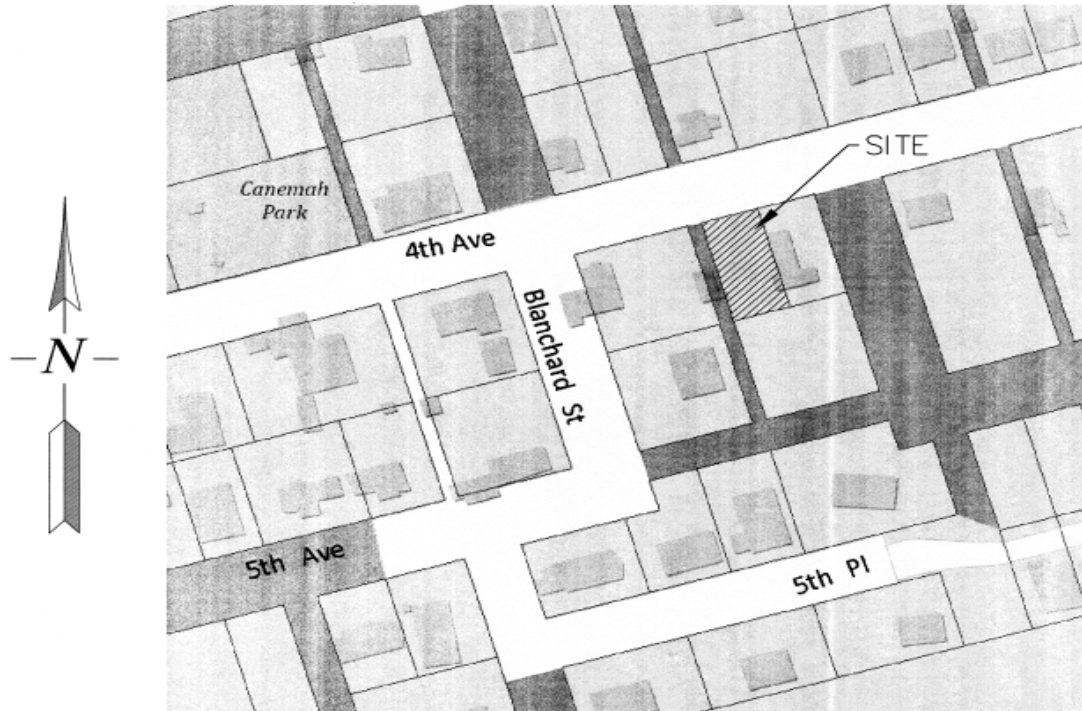 SITE
Canemah
Park
4th Ave
Blanchard St
-N-
5th Ave
5th Pl